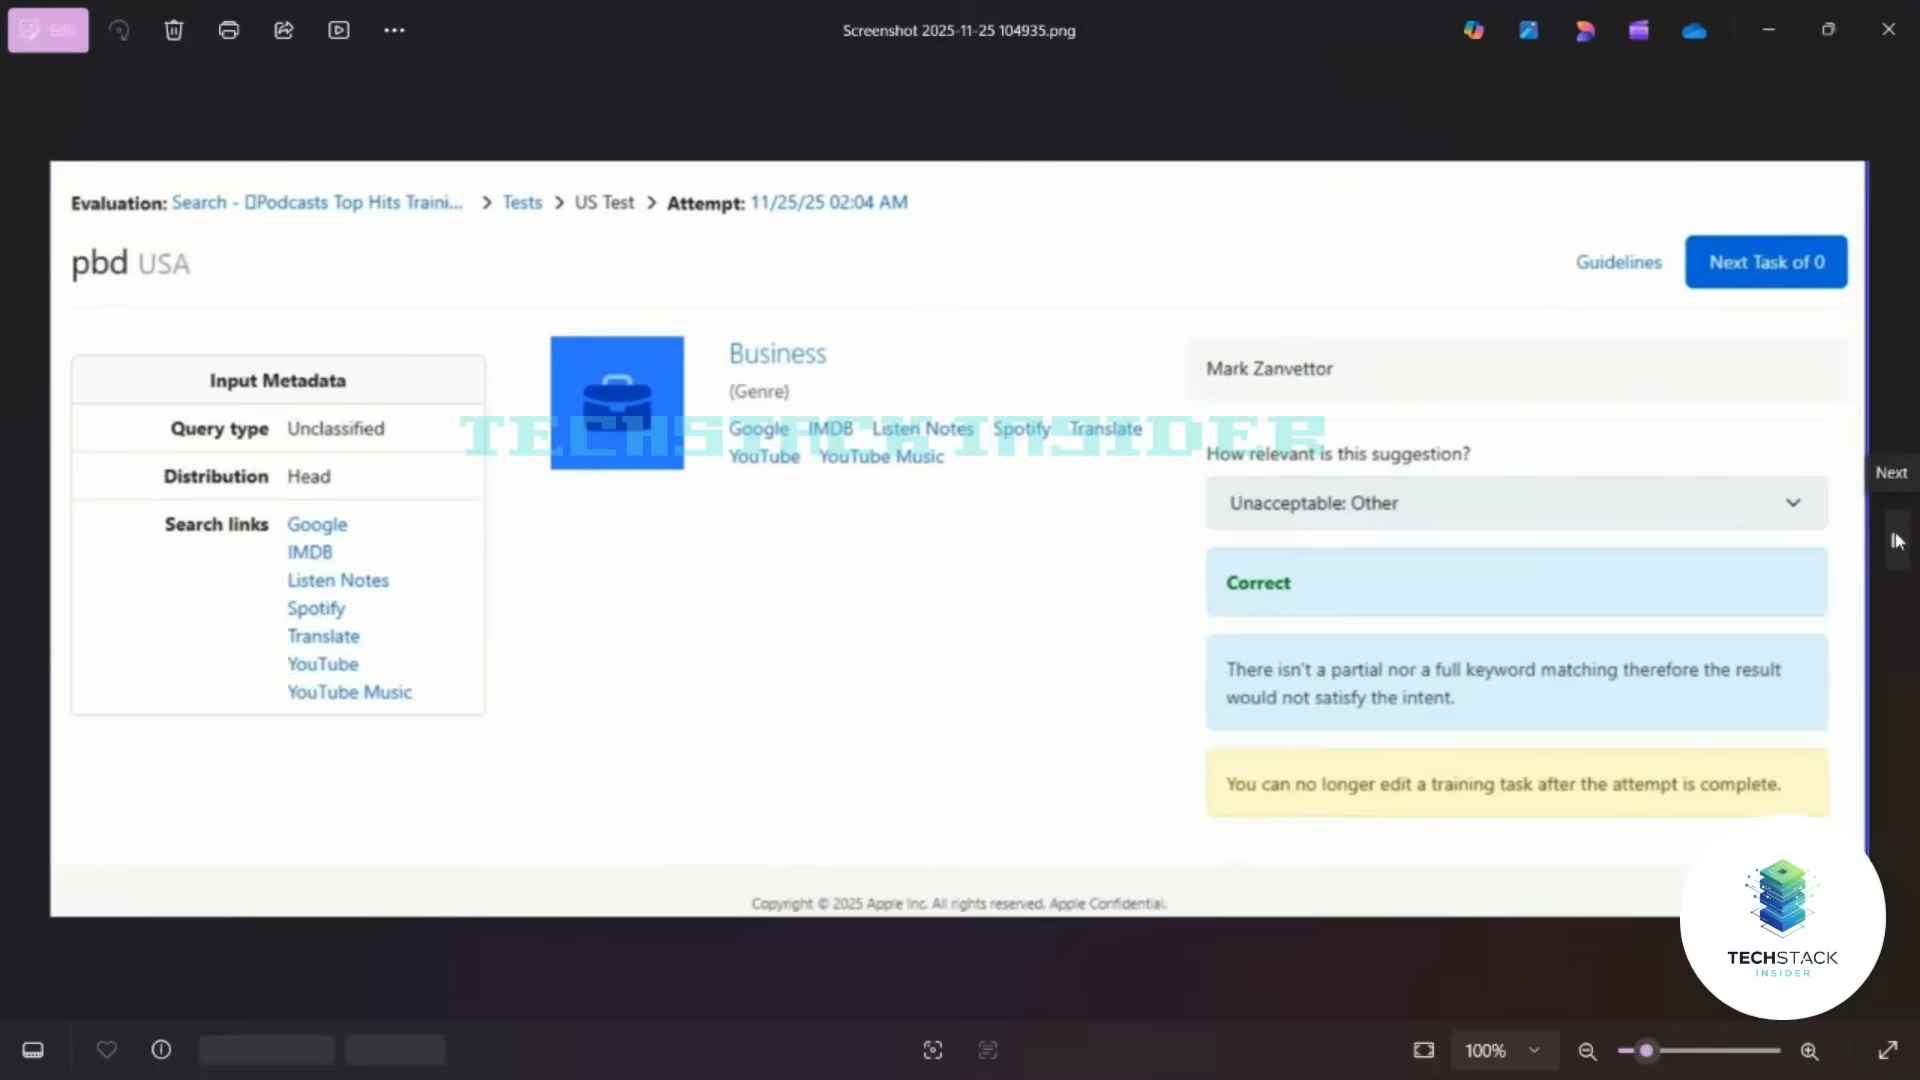 Edit
Screenshot 2025-11-25 104935.png
Evaluation: Search - ▯Podcasts Top Hits Traini... > Tests > US Test > Attempt: 11/25/25 02:04 AM
pbd USA
Guidelines
Next Task of 0
Input Metadata
Query type Unclassified
Distribution Head
Search links Google
IMDB
Listen Notes
Spotify
Translate
YouTube
YouTube Music
Business
(Genre)
Google IMDB Listen Notes Spotify Translate
YouTube YouTube Music
TECHSTACK INSIDER
Mark Zanvettor
How relevant is this suggestion?
Unacceptable: Other
Correct
There isn't a partial nor a full keyword matching therefore the result
would not satisfy the intent.
You can no longer edit a training task after the attempt is complete.
Next
Copyright © 2025 Apple Inc. All rights reserved. Apple Confidential.
TECHSTACK
INSIDER
100%